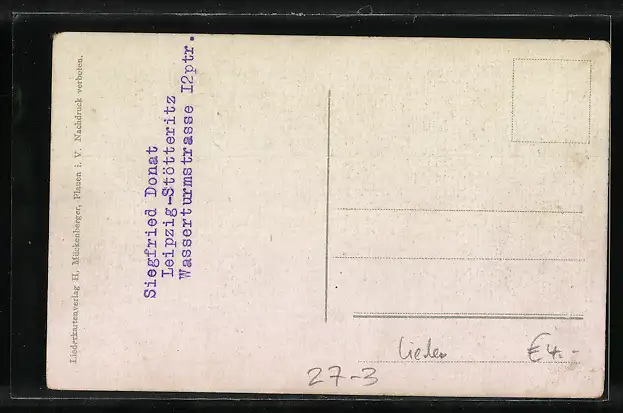 Liederkartenverlag H. Mückenberger, Plauen i. V. Nachdruck verboten.
Siegfried Donat
Leipzig-Stötteritz
Wasserturmstrasse 12ptr.
Lieder
€4.-
27-3